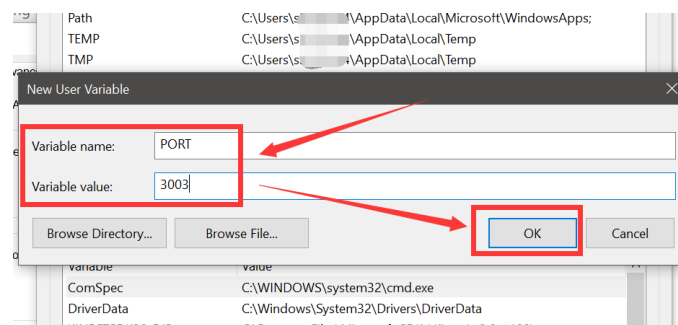 Path C:\Users\s \AppData\Local\Microsoft\WindowsApps;
TEMP C:\Users\s \AppData\Local\Temp
TMP C:\Users\s \AppData\Local\Temp
New User Variable
Variable name: PORT
Variable value: 3003
Browse Directory... Browse File... OK Cancel
Variable Value
ComSpec C:\WINDOWS\system32\cmd.exe
DriverData C:\Windows\System32\Drivers\DriverData